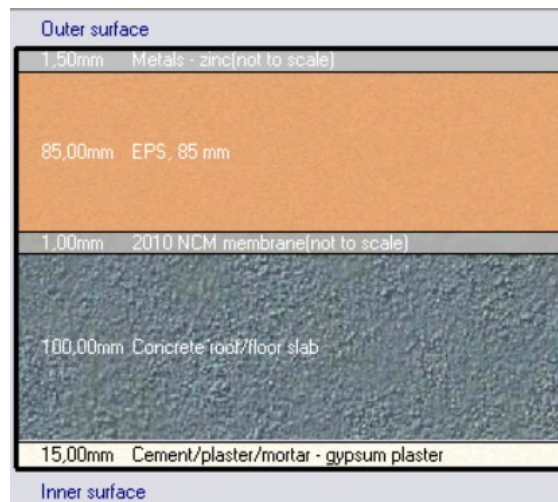 Outer surface
1,50mm Metals - zinc(not to scale)
85,00mm EPS, 85 mm
1,00mm 2010 NCM membrane(not to scale)
100,00mm Concrete roof/floor slab
15,00mm Cement/plaster/mortar - gypsum plaster
Inner surface